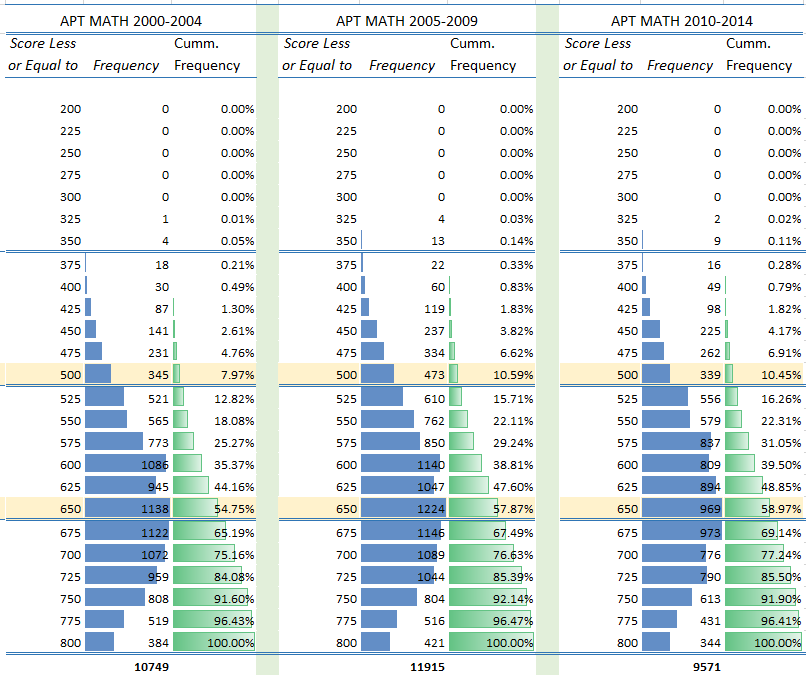 APT MATH 2000-2004 APT MATH 2005-2009 APT MATH 2010-2014
Score Less Cumm. Score Less Cumm. Score Less Cumm.
or Equal to Frequency Frequency or Equal to Frequency Frequency or Equal to Frequency Frequency
200 0 0.00% 200 0 0.00% 200 0 0.00%
225 0 0.00% 225 0 0.00% 225 0 0.00%
250 0 0.00% 250 0 0.00% 250 0 0.00%
275 0 0.00% 275 0 0.00% 275 0 0.00%
300 0 0.00% 300 0 0.00% 300 0 0.00%
325 1 0.01% 325 4 0.03% 325 2 0.02%
350 4 0.05% 350 13 0.14% 350 9 0.11%
375 18 0.21% 375 22 0.33% 375 16 0.28%
400 30 0.49% 400 60 0.83% 400 49 0.79%
425 87 1.30% 425 119 1.83% 425 98 1.82%
450 141 2.61% 450 237 3.82% 450 225 4.17%
475 231 4.76% 475 334 6.62% 475 262 6.91%
500 345 7.97% 500 473 10.59% 500 339 10.45%
525 521 12.82% 525 610 15.71% 525 556 16.26%
550 565 18.08% 550 762 22.11% 550 579 22.31%
575 773 25.27% 575 850 29.24% 575 837 31.05%
600 1086 35.37% 600 1140 38.81% 600 809 39.50%
625 945 44.16% 625 1047 47.60% 625 894 48.85%
650 1138 54.75% 650 1224 57.87% 650 969 58.97%
675 1122 65.19% 675 1146 67.49% 675 973 69.14%
700 1072 75.16% 700 1089 76.63% 700 776 77.24%
725 959 84.08% 725 1044 85.39% 725 790 85.50%
750 808 91.60% 750 804 92.14% 750 613 91.90%
775 519 96.43% 775 516 96.47% 775 431 96.41%
800 384 100.00% 800 421 100.00% 800 344 100.00%
10749 11915 9571